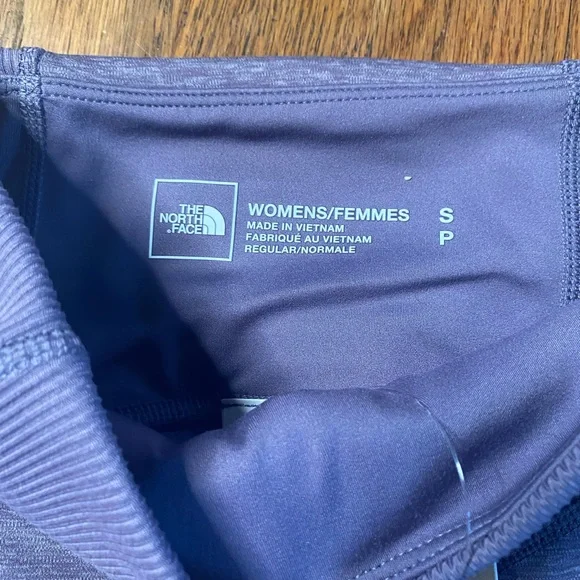 THE
NORTH
FACE
WOMENS/FEMMES S
MADE IN VIETNAM P
FABRIQUÉ AU VIETNAM
REGULAR/NORMALE